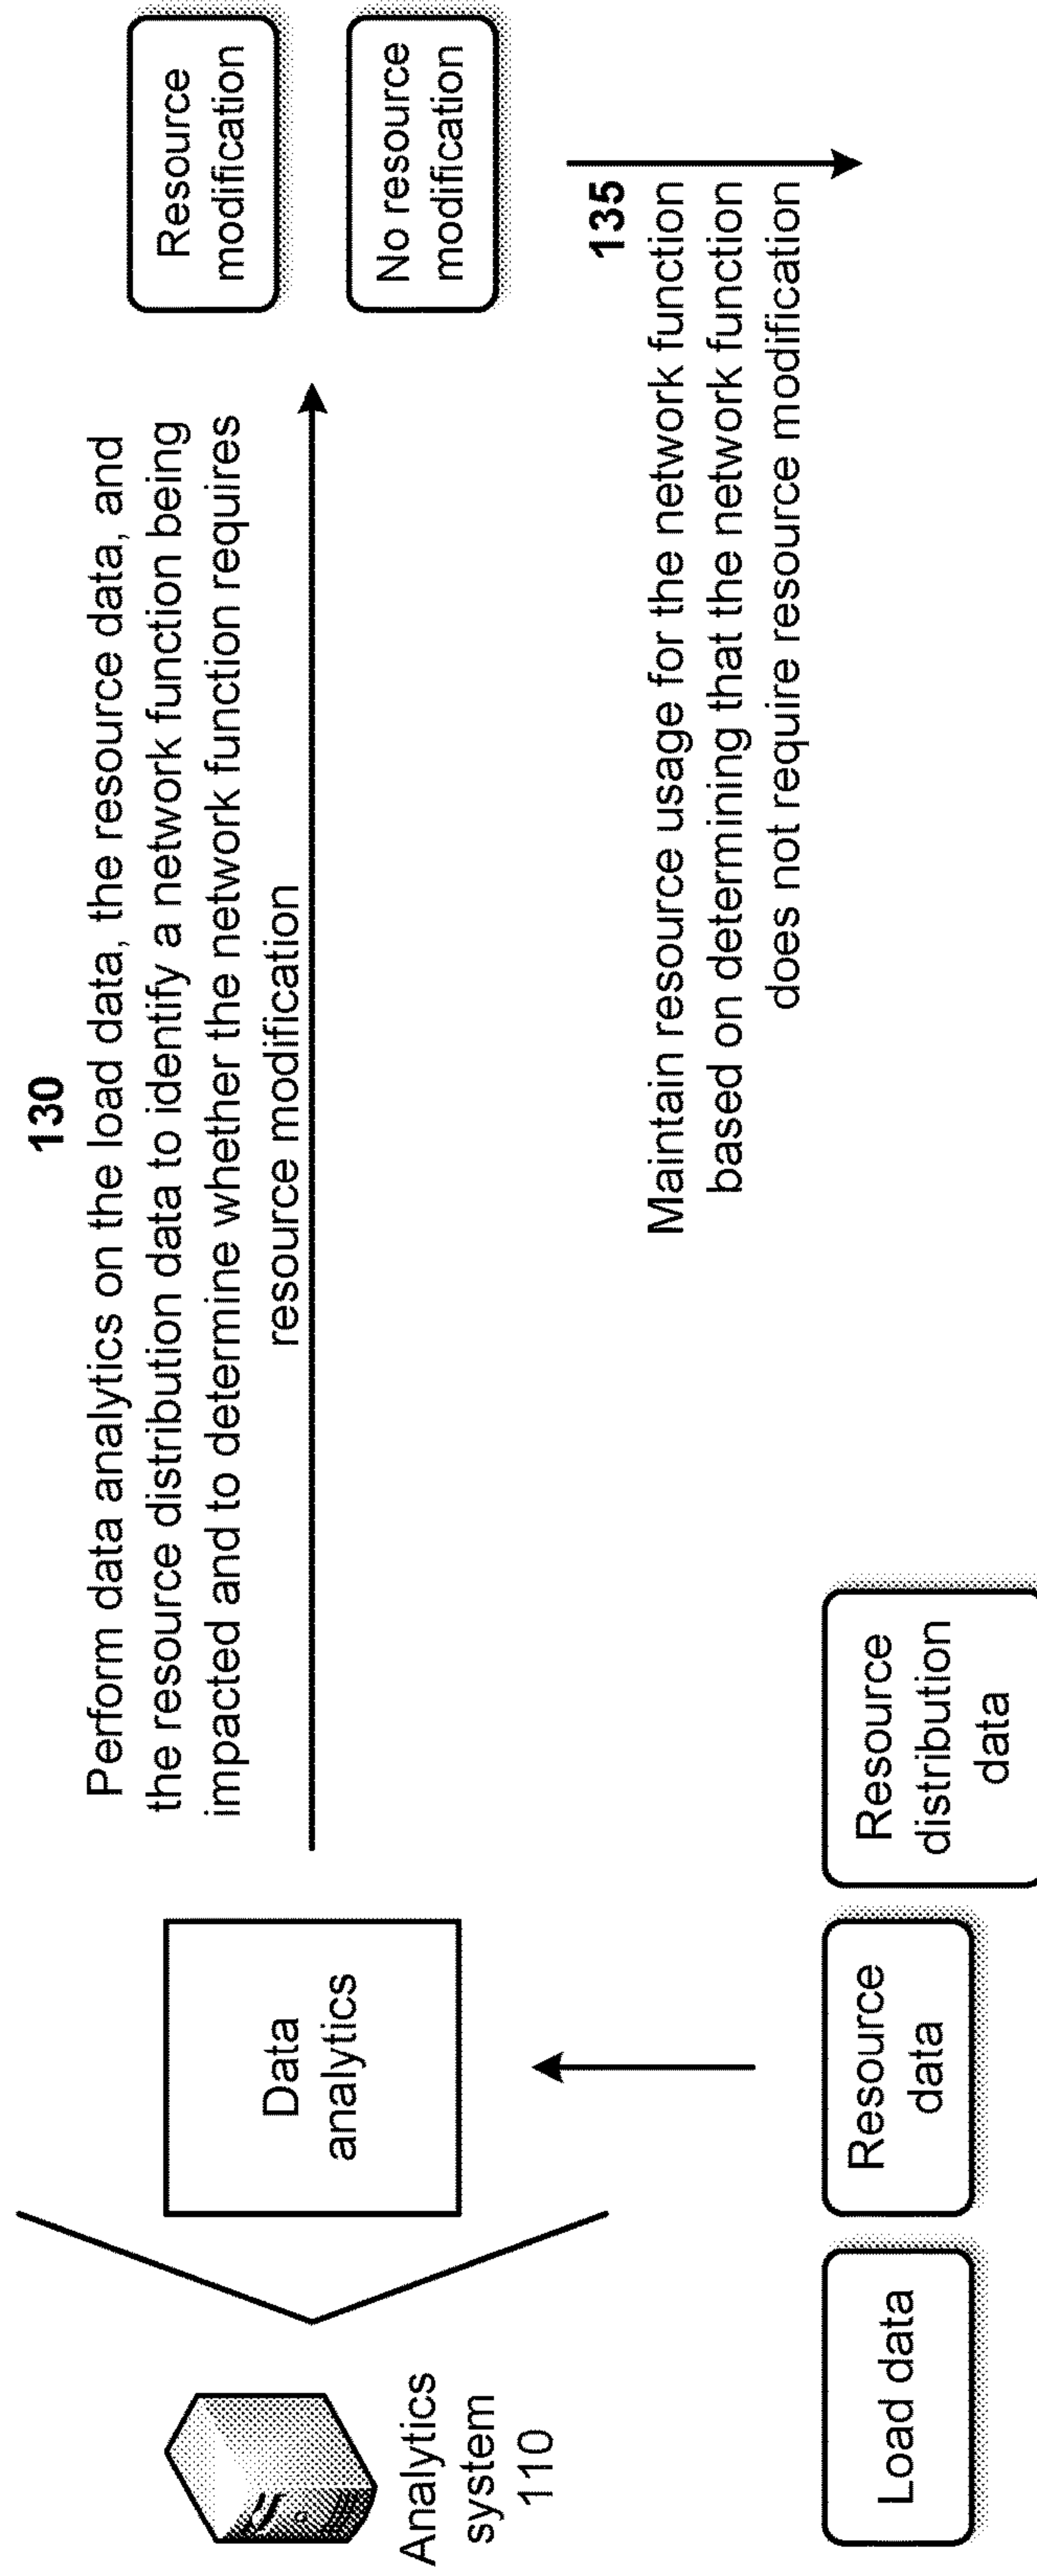 130
Perform data analytics on the load data, the resource data, and
the resource distribution data to identify a network function being
impacted and to determine whether the network function requires
resource modification
Resource
modification
No resource
modification
Data
analytics
Analytics
system
110
135
Maintain resource usage for the network function
based on determining that the network function
does not require resource modification
Load data
Resource
data
Resource
distribution
data